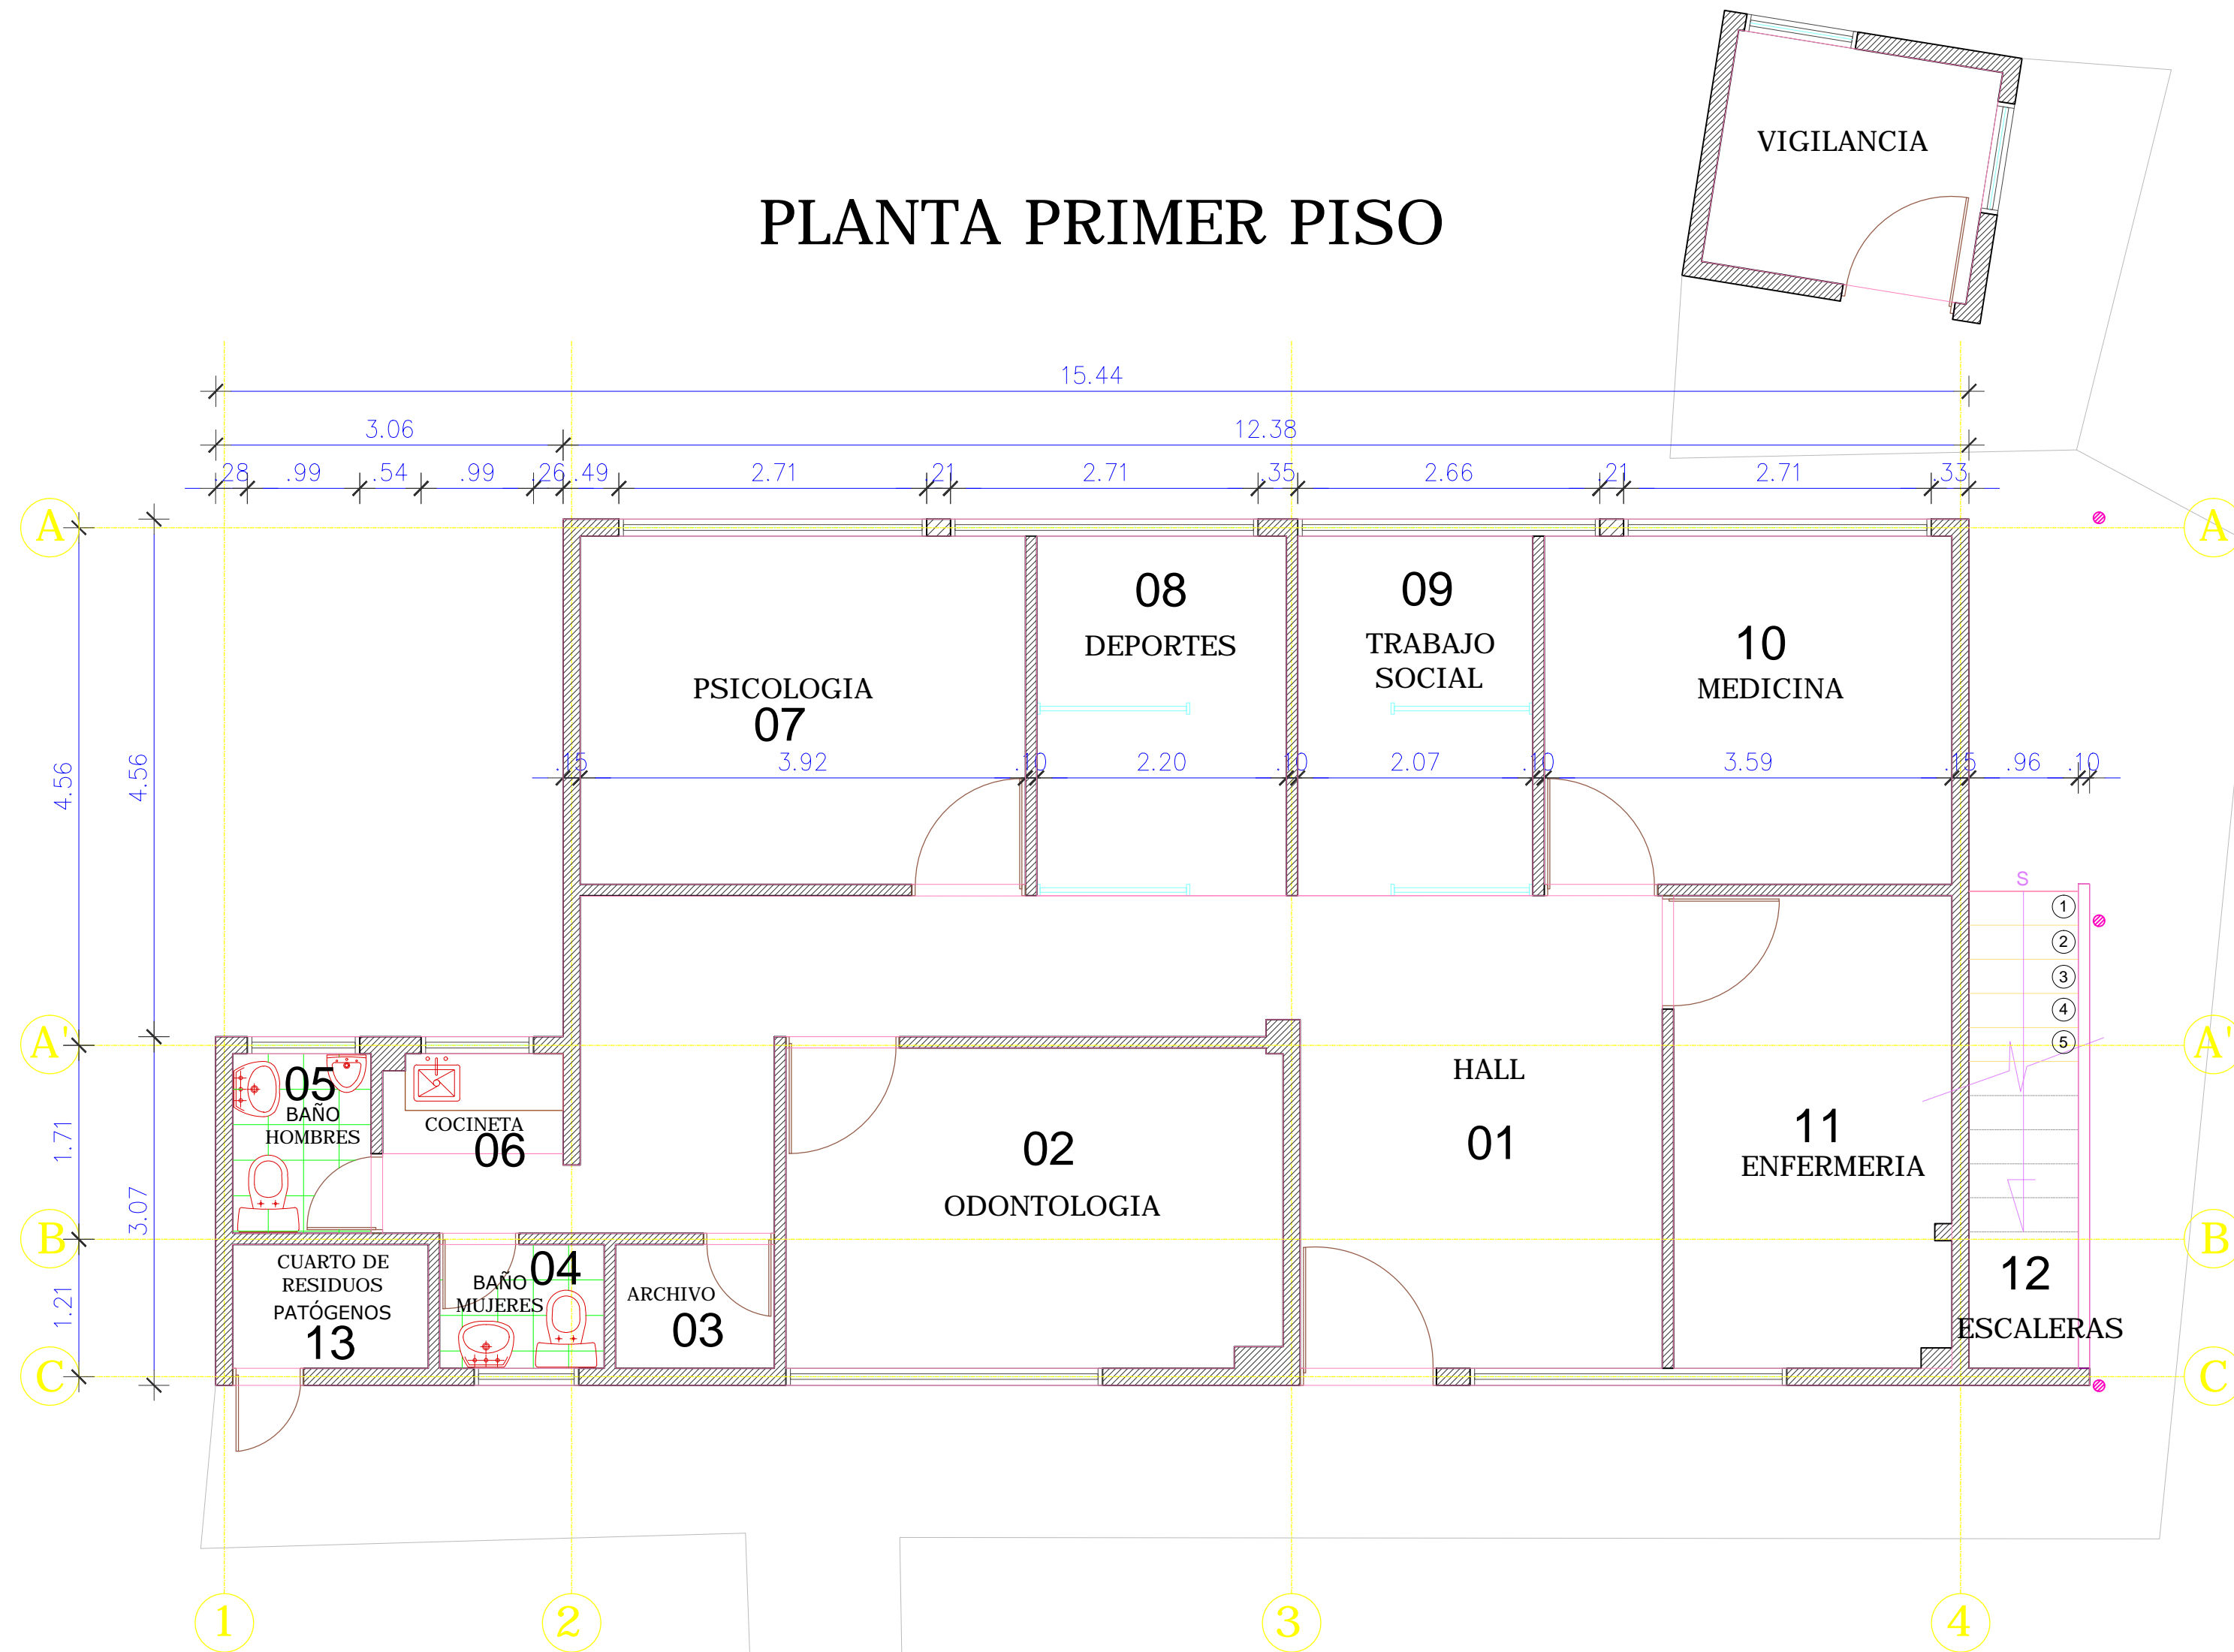 VIGILANCIA
PLANTA PRIMER PISO
15.44
3.06
12.38
.28
.99
.54
.99
.26
.49
2.71
.21
2.71
.35
2.66
.21
2.71
.33
A
A
08
DEPORTES
09
TRABAJO
SOCIAL
10
MEDICINA
PSICOLOGIA
07
4.56
4.56
.15
3.92
.10
2.20
.10
2.07
.10
3.59
.15
.96
.10
S
1
2
3
4
5
A'
A'
05
BAÑO
HOMBRES
COCINETA
06
02
ODONTOLOGIA
HALL
01
11
ENFERMERIA
1.71
3.07
B
B
CUARTO DE
RESIDUOS
PATÓGENOS
13
04
BAÑO
MUJERES
ARCHIVO
03
12
ESCALERAS
1.21
C
C
1
2
3
4